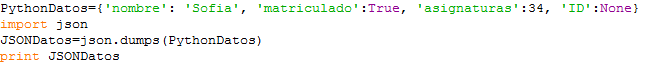 PythonDatos={'nombre': 'Sofia', 'matriculado':True, 'asignaturas':34, 'ID':None}
import json
JSONDatos=json.dumps(PythonDatos)
print JSONDatos